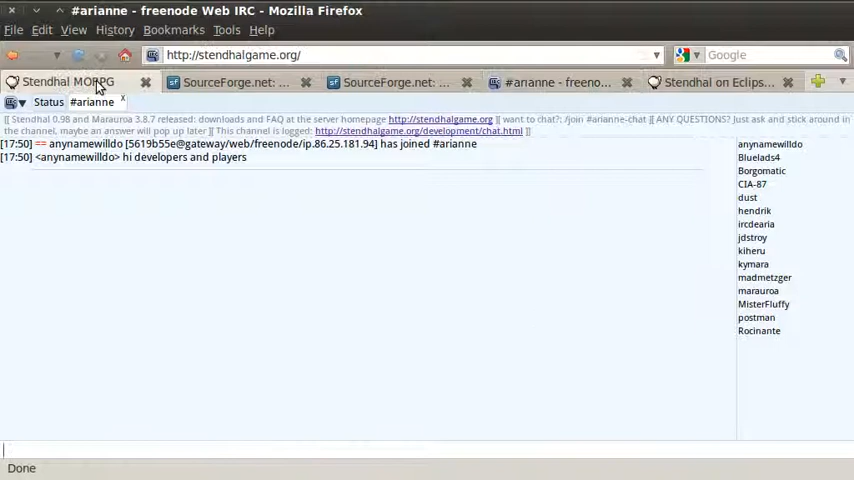 #arianne - freenode Web IRC - Mozilla Firefox
File Edit View History Bookmarks Tools Help
http://stendhalgame.org/ Google
Stendhal MORPG SourceForge.net: ... SourceForge.net: ... #arianne - freeno... Stendhal on Eclips...
Status #arianne x
[[ Stendhal 0.98 and Marauroa 3.8.7 released: downloads and FAQ at the server homepage http://stendhalgame.org ][ want to chat?: /join #arianne-chat ][ ANY QUESTIONS? Just ask and stick around in
the channel, maybe an answer will pop up later ][ This channel is logged: http://stendhalgame.org/development/chat.html ]]
[17:50] == anynamewilldo [5619b55e@gateway/web/freenode/ip.86.25.181.94] has joined #arianne
[17:50] <anynamewilldo> hi developers and players
anynamewilldo
Bluelads4
Borgomatic
CIA-87
dust
hendrik
ircdearia
jdstroy
kiheru
kymara
madmetzger
marauroa
MisterFluffy
postman
Rocinante
Done